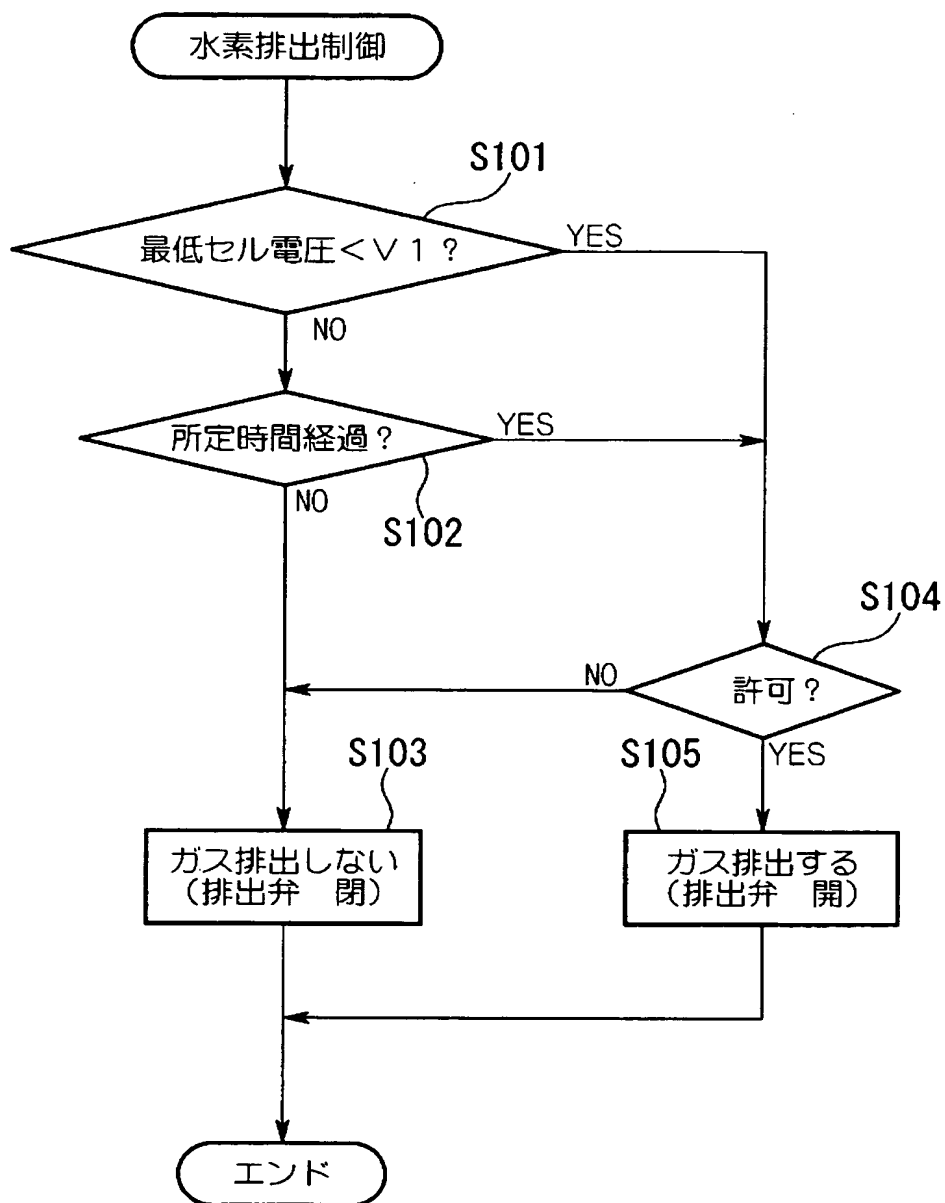 水素排出制御
S101
最低セル電圧<V1?
YES
NO
所定時間経過?
YES
NO
S102
S104
許可?
NO
YES
S103
S105
ガス排出しない
(排出弁 閉)
ガス排出する
(排出弁 開)
エンド